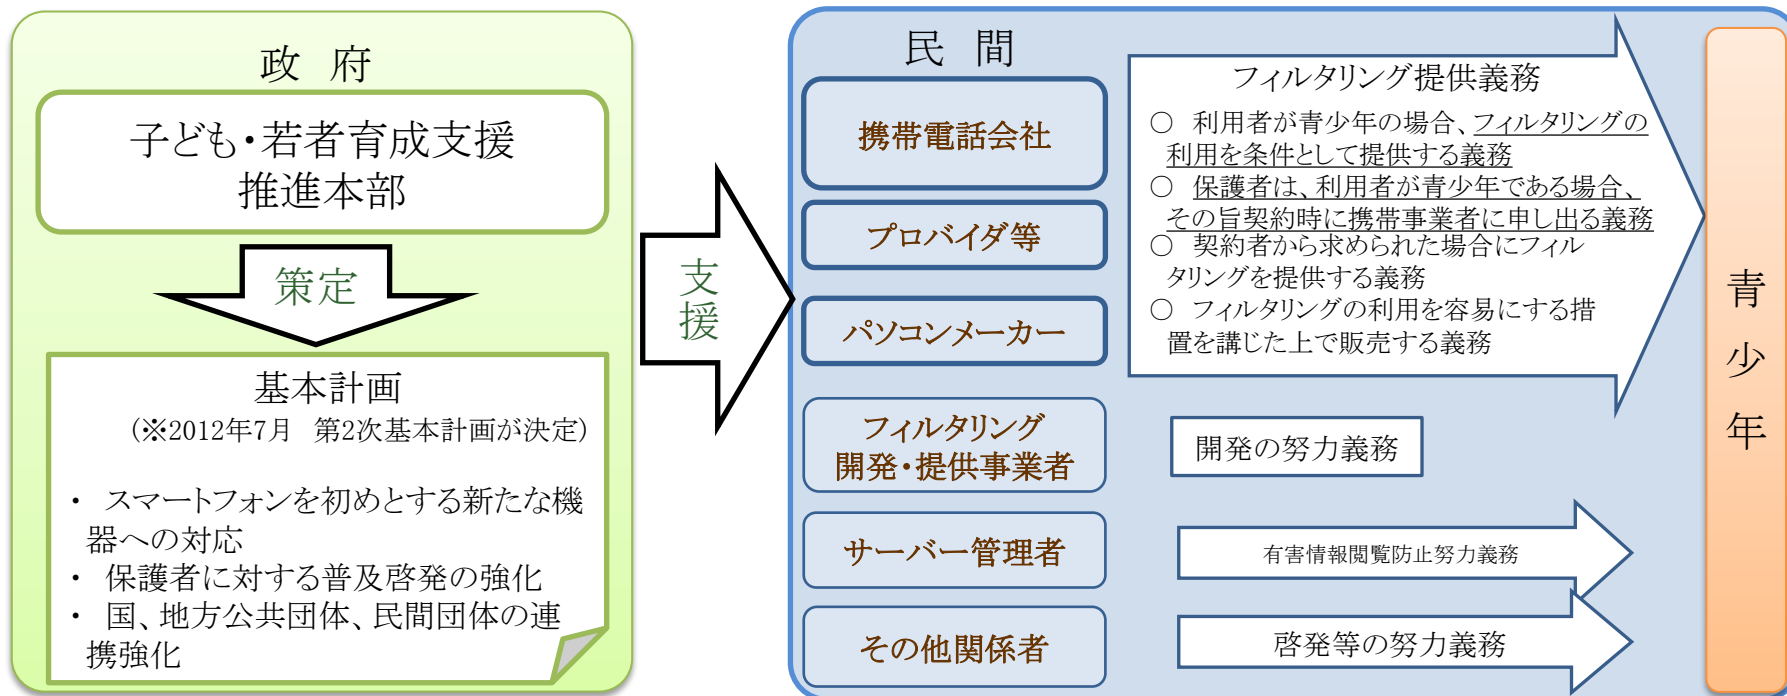 政 府
子ども・若者育成支援
推進本部
策定
基本計画
(※2012年7月 第2次基本計画が決定)
・ スマートフォンを初めとする新たな機
器への対応
・ 保護者に対する普及啓発の強化
・ 国、地方公共団体、民間団体の連
携強化
支援
民 間
携帯電話会社
プロバイダ等
パソコンメーカー
フィルタリング
開発・提供事業者
サーバー管理者
その他関係者
フィルタリング提供義務
○ 利用者が青少年の場合、フィルタリングの
利用を条件として提供する義務
○ 保護者は、利用者が青少年である場合、
その旨契約時に携帯事業者に申し出る義務
○ 契約者から求められた場合にフィル
タリングを提供する義務
○ フィルタリングの利用を容易にする措
置を講じた上で販売する義務
開発の努力義務
有害情報閲覧防止努力義務
啓発等の努力義務
青少年